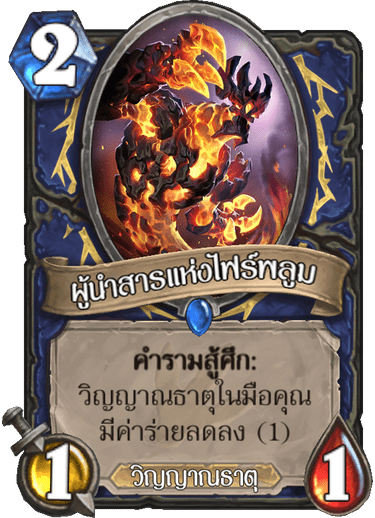 2
ผู้นำสารแห่งไฟร์พลูม
คำรามสู้ศึก:
วิญญาณธาตุในมือคุณ
มีค่าร่ายลดลง (1)
1
วิญญาณธาตุ
1